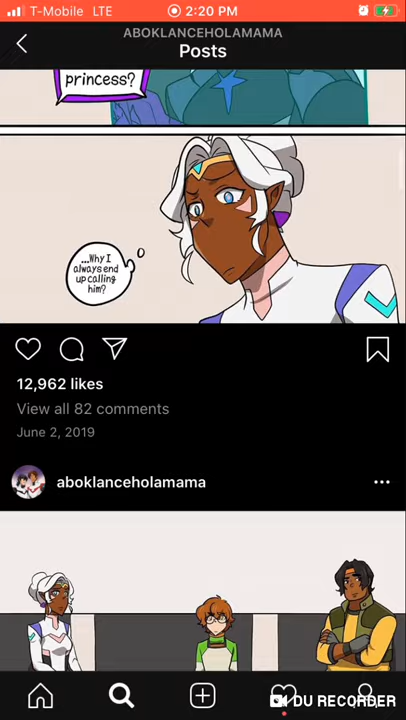 T-Mobile LTE
2:20 PM
ABOKLANCEHOLAMAMA
Posts
princess?
...Why I
always end
up calling
him?
12,962 likes
View all 82 comments
June 2, 2019
aboklanceholamama
DU RECORDER